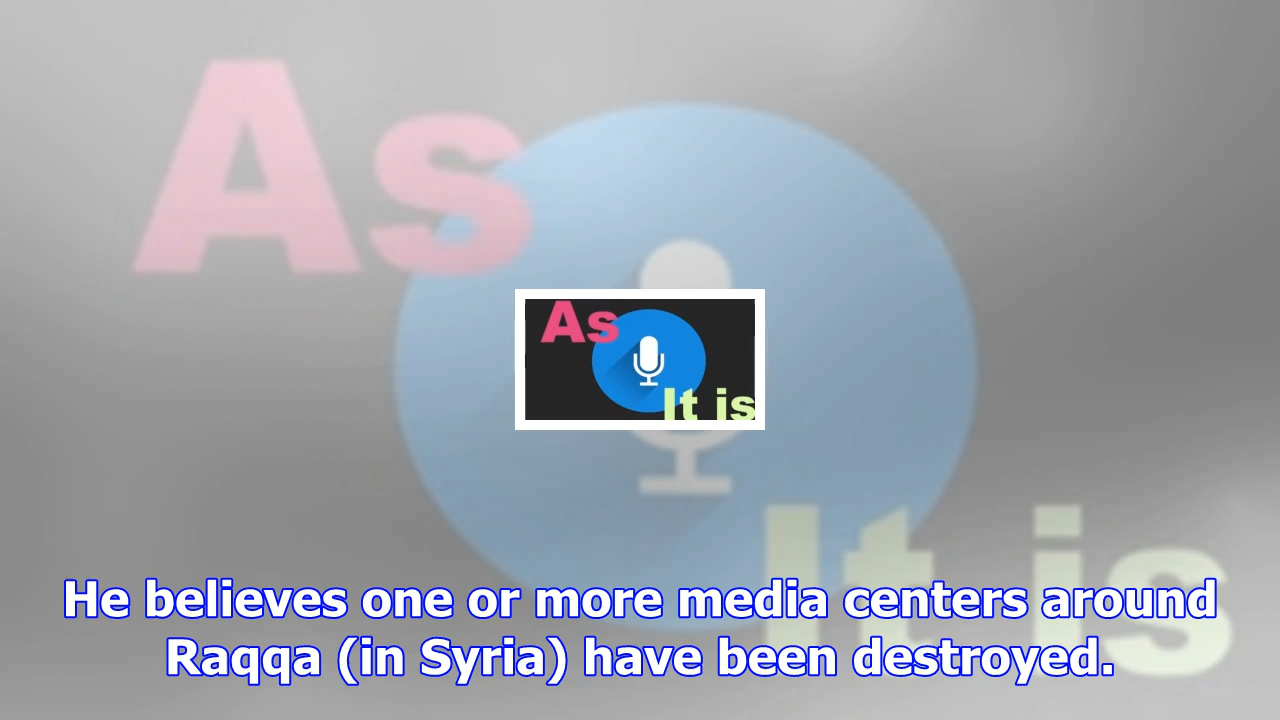 As
It is
As
It is
He believes one or more media centers around
Raqqa (in Syria) have been destroyed.